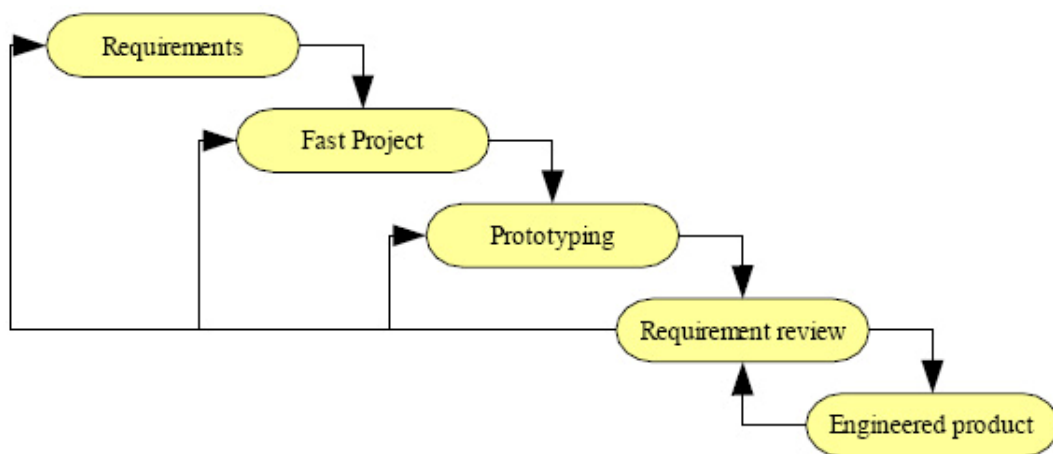 Requirements
Fast Project
Prototyping
Requirement review
Engineered product